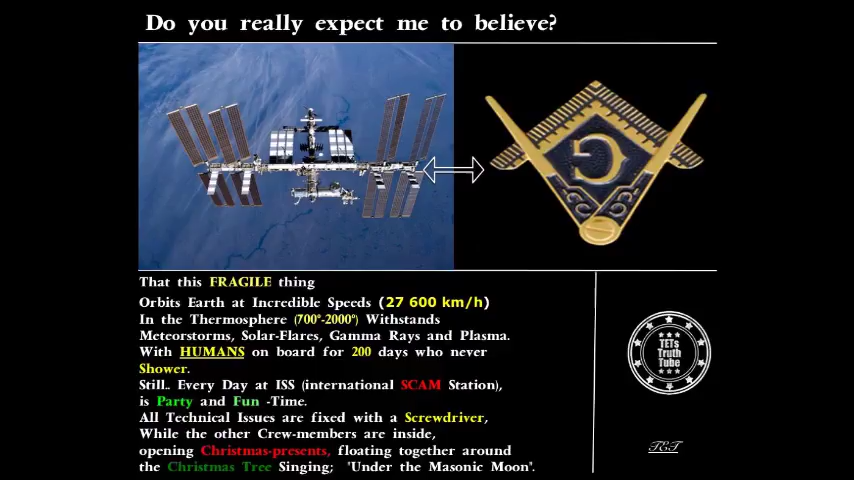 Do you really expect me to believe?
That this FRAGILE thing
Orbits Earth at Incredible Speeds (27 600 km/h)
In the Thermosphere (700°-2000°) Withstands
Meteorstorms, Solar-Flares, Gamma Rays and Plasma.
With HUMANS on board for 200 days who never
Shower.
Still.. Every Day at ISS (international SCAM Station),
is Party and Fun -Time.
All Technical Issues are fixed with a Screwdriver,
While the other Crew-members are inside,
opening Christmas-presents, floating together around
the Christmas Tree Singing; "Under the Masonic Moon".
TETs
Truth
Tube
TET